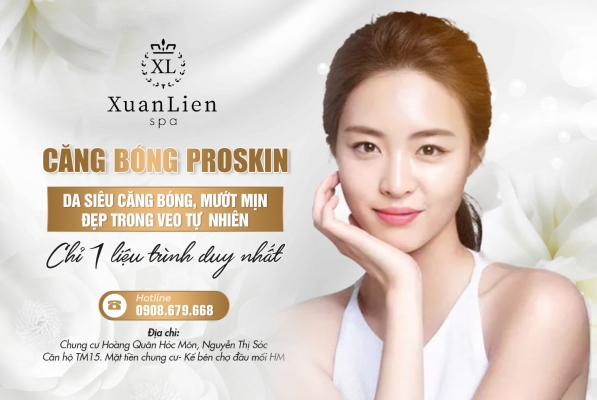 XL
XuanLien
spa
CĂNG BÓNG PROSKIN
DA SIÊU CĂNG BÓNG, MƯỚT MỊN
ĐẸP TRONG VEO TỰ NHIÊN
Chỉ 1 liệu trình duy nhất
Hotline
0908.679.668
Địa chỉ:
Chung cư Hoàng Quân Hóc Môn, Nguyễn Thị Sóc
Căn hộ TM15. Mặt tiền chung cư- Kế bên chợ đầu mối HM